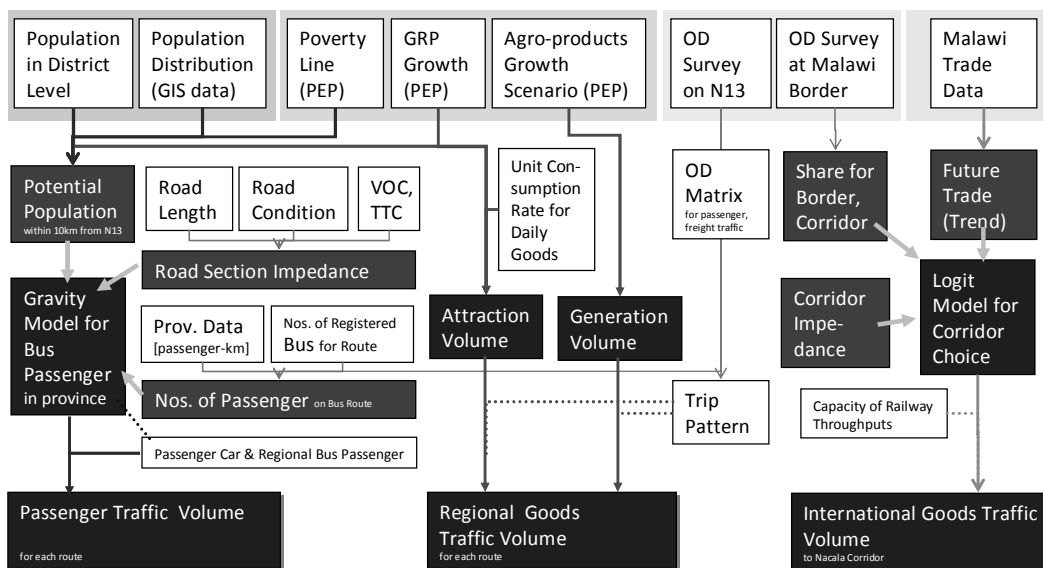 Population
in District
Level
Population
Distribution
(GIS data)
Poverty
Line
(PEP)
GRP
Growth
(PEP)
Agro-products
Growth
Scenario (PEP)
OD
Survey
on N13
OD Survey
at Malawi
Border
Malawi
Trade
Data
Potential
Population
within 10km from N13
Road
Length
Road
Condition
VOC,
TTC
Unit Con-
sumption
Rate for
Daily
Goods
OD
Matrix
for passenger,
freight traffic
Share for
Border,
Corridor
Future
Trade
(Trend)
Road Section Impedance
Gravity
Model for
Bus
Passenger
in province
Prov. Data
[passenger-km]
Nos. of Registered
Bus for Route
Attraction
Volume
Generation
Volume
Corridor
Impe-
dance
Logit
Model for
Corridor
Choice
Nos. of Passenger on Bus Route
Trip
Pattern
Capacity of Railway
Throughputs
Passenger Car & Regional Bus Passenger
Passenger Traffic Volume
for each route
Regional Goods
Traffic Volume
for each route
International Goods Traffic
Volume
to Nacala Corridor